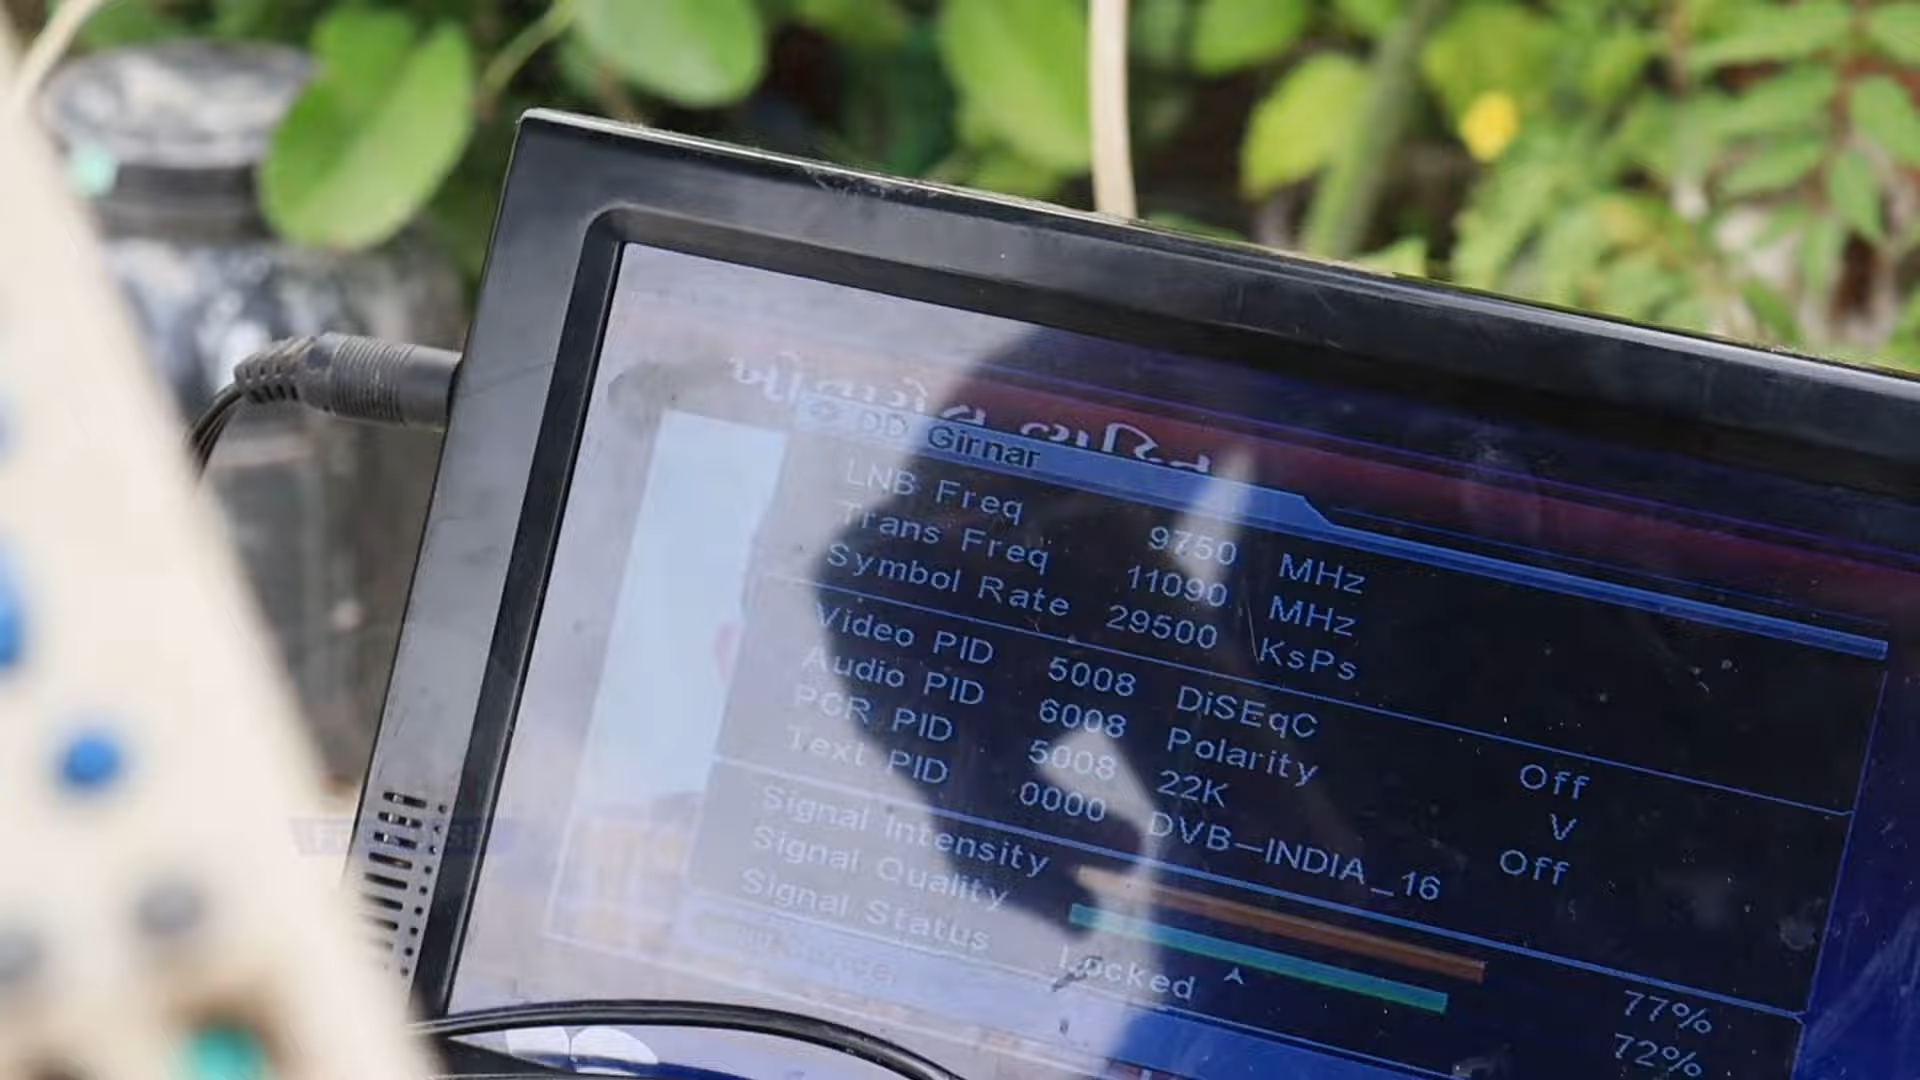 DD Girnar
LNB Freq 9750 MHz
Trans Freq 11090 MHz
Symbol Rate 29500 KsPs
Video PID 5008 DiSEqC Off
Audio PID 6008 Polarity V
PCR PID 5008 22K Off
Text PID 0000 DVB-INDIA_16
Signal Intensity 77%
Signal Quality 72%
Signal Status Locked